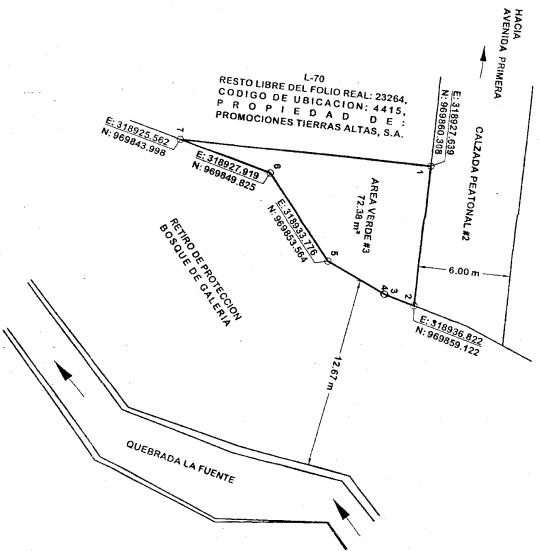 HACIA
AVENIDA PRIMERA
CALZADA PEATONAL #2
L-70
RESTO LIBRE DEL FOLIO REAL: 23264,
CODIGO DE UBICACION: 4415,
PROPIEDAD DE:
PROMOCIONES TIERRAS ALTAS, S.A.
E: 318927.639
N: 969860.308
1
6.00 m
AREA VERDE #3
72.38 m²
2
E: 318936.822
N: 969859.122
3
4
5
E: 318933.776
N: 969853.564
6
E: 318927.919
N: 969849.825
7
E: 318925.562
N: 969843.998
12.67 m
RETIRO DE PROTECCION
BOSQUE DE GALERIA
QUEBRADA LA FUENTE